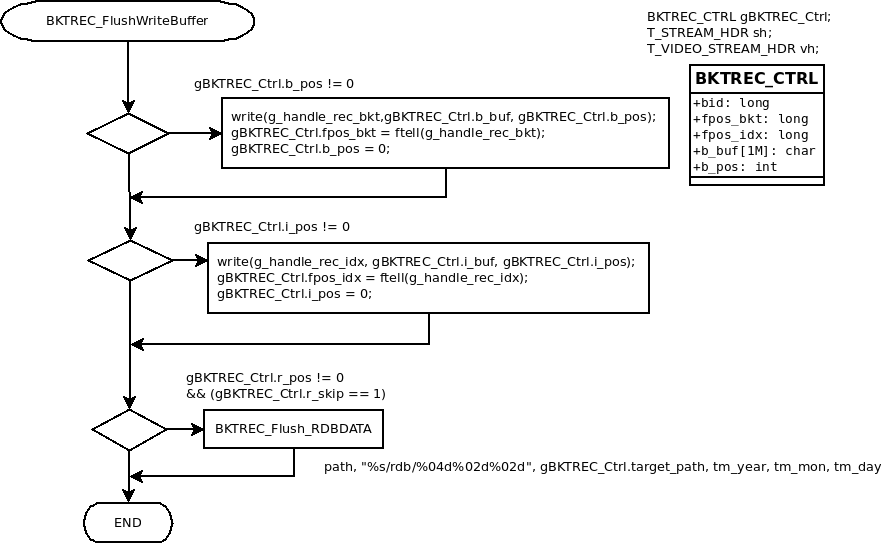 BKTREC_FlushWriteBuffer
BKTREC_CTRL gBKTREC_Ctrl;
T_STREAM_HDR sh;
T_VIDEO_STREAM_HDR vh;
BKTREC_CTRL
+bid: long
+fpos_bkt: long
+fpos_idx: long
+b_buf[1M]: char
+b_pos: int
gBKTREC_Ctrl.b_pos != 0
write(g_handle_rec_bkt,gBKTREC_Ctrl.b_buf, gBKTREC_Ctrl.b_pos);
gBKTREC_Ctrl.fpos_bkt = ftell(g_handle_rec_bkt);
gBKTREC_Ctrl.b_pos = 0;
gBKTREC_Ctrl.i_pos != 0
write(g_handle_rec_idx, gBKTREC_Ctrl.i_buf, gBKTREC_Ctrl.i_pos);
gBKTREC_Ctrl.fpos_idx = ftell(g_handle_rec_idx);
gBKTREC_Ctrl.i_pos = 0;
gBKTREC_Ctrl.r_pos != 0
&& (gBKTREC_Ctrl.r_skip == 1)
BKTREC_Flush_RDBDATA
path, "%s/rdb/%04d%02d%02d", gBKTREC_Ctrl.target_path, tm_year, tm_mon, tm_day
END